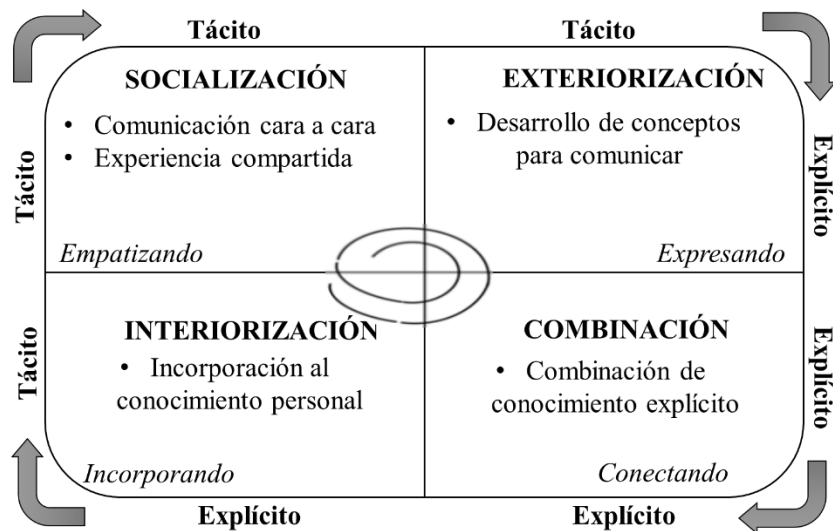 Tácito
Tácito
SOCIALIZACIÓN
• Comunicación cara a cara
• Experiencia compartida
Tácito
Empatizando
EXTERIORIZACIÓN
• Desarrollo de conceptos
para comunicar
Explícito
Expresando
INTERIORIZACIÓN
• Incorporación al
conocimiento personal
Tácito
Incorporando
COMBINACIÓN
• Combinación de
conocimiento explícito
Explícito
Conectando
Explícito
Explícito